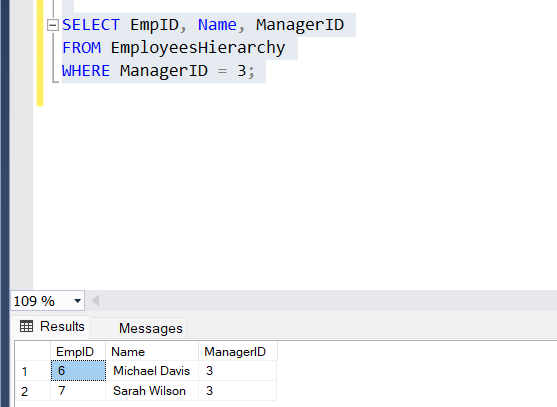 SELECT EmpID, Name, ManagerID
FROM EmployeesHierarchy
WHERE ManagerID = 3;
109 %
Results Messages
EmpID Name ManagerID
1 6 Michael Davis 3
2 7 Sarah Wilson 3